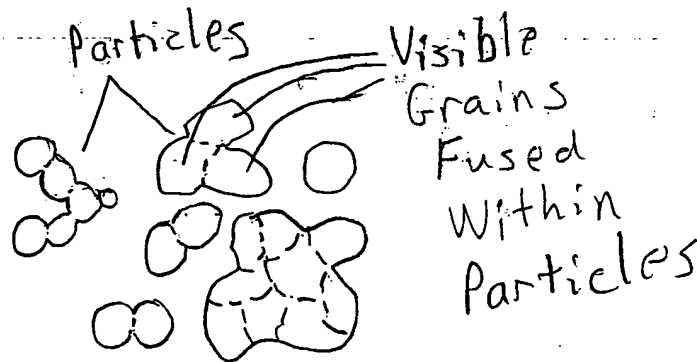 Particles
Visible
Grains
Fused
Within
Particles